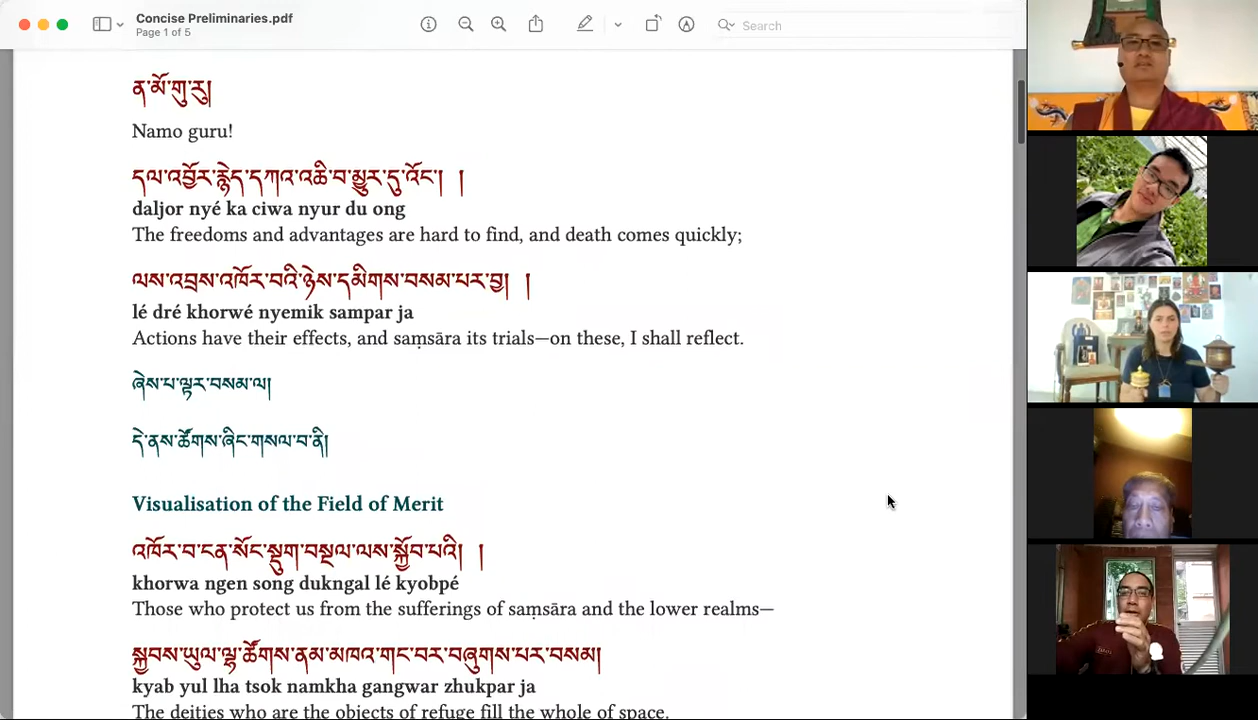 Concise Preliminaries.pdf
Page 1 of 5
Search
ན་མོ་གུ་རུ།
Namo guru!
དལ་འབྱོར་རྙེད་དཀའ་འཆི་བ་མྱུར་དུ་འོང་། །
daljor nyé ka ciwa nyur du ong
The freedoms and advantages are hard to find, and death comes quickly;
ལས་འབྲས་འཁོར་བའི་ཉེས་དམིགས་བསམ་པར་བྱ། །
lé dré khorwé nyemik sampar ja
Actions have their effects, and saṃsāra its trials—on these, I shall reflect.
ཞེས་པ་ལྟར་བསམ་ལ།
དེ་ནས་ཚོགས་ཞིང་གསལ་བ་ནི།
Visualisation of the Field of Merit
འཁོར་བ་ངན་སོང་སྡུག་བསྔལ་ལས་སྐྱོབ་པའི། །
khorwa ngen song dukngal lé kyobpé
Those who protect us from the sufferings of saṃsāra and the lower realms—
སྐྱབས་ཡུལ་ལྷ་ཚོགས་ནམ་མཁའ་གང་བར་བཞུགས་པར་བསམ།
kyab yul lha tsok namkha gangwar zhukpar ja
The deities who are the objects of refuge fill the whole of space.